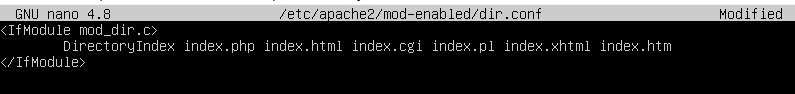 GNU nano 4.8 /etc/apache2/mod-enabled/dir.conf Modified
<IfModule mod_dir.c>
DirectoryIndex index.php index.html index.cgi index.pl index.xhtml index.htm
</IfModule>